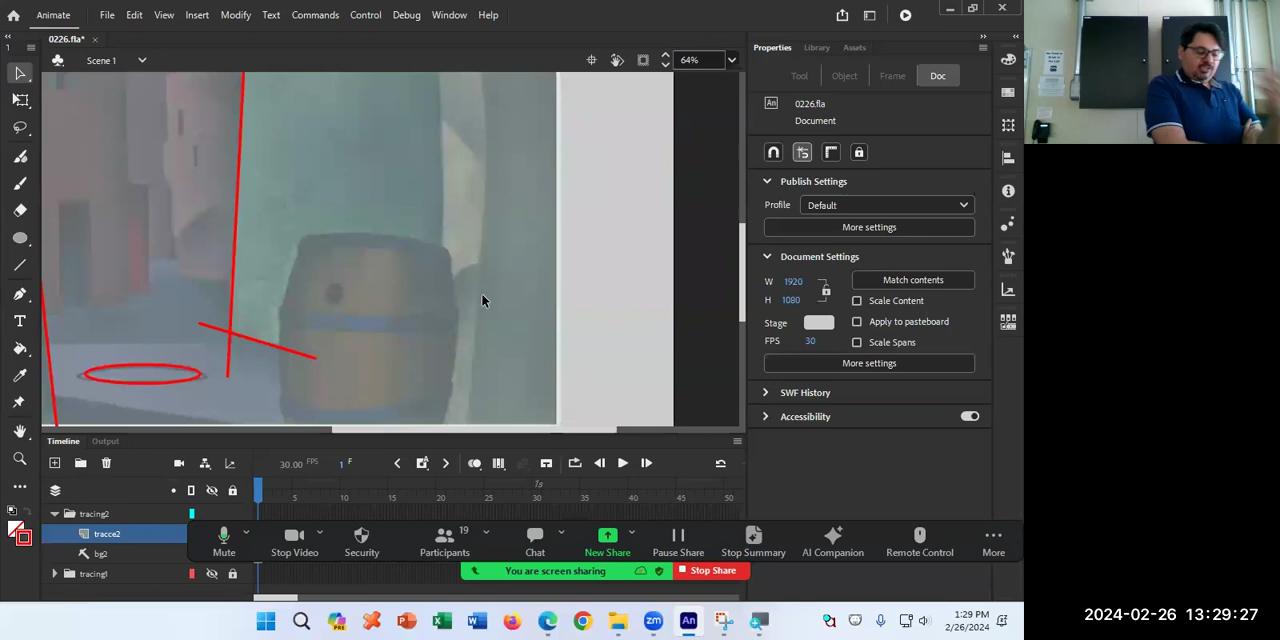 Animate File Edit View Insert Modify Text Commands Control Debug Window Help
0226.fla* ×
1
Scene 1
64%
Properties Library Assets
Tool Object Frame Doc
An
0226.fla
Document
Publish Settings
Profile Default
More settings
Document Settings
W 1920 Match contents
H 1080 Scale Content
Stage Apply to pasteboard
FPS 30 Scale Spans
More settings
SWF History
Accessibility
Timeline Output
30.00 FPS 1 F
1s
5 10 15 20 25 30 35 40 45 50
tracing2
tracce2
bg2
tracing1
19
Mute Stop Video Security Participants Chat New Share Pause Share Stop Summary AI Companion Remote Control More
You are screen sharing Stop Share
An
1:29 PM
2/26/2024
2024-02-26 13:29:27